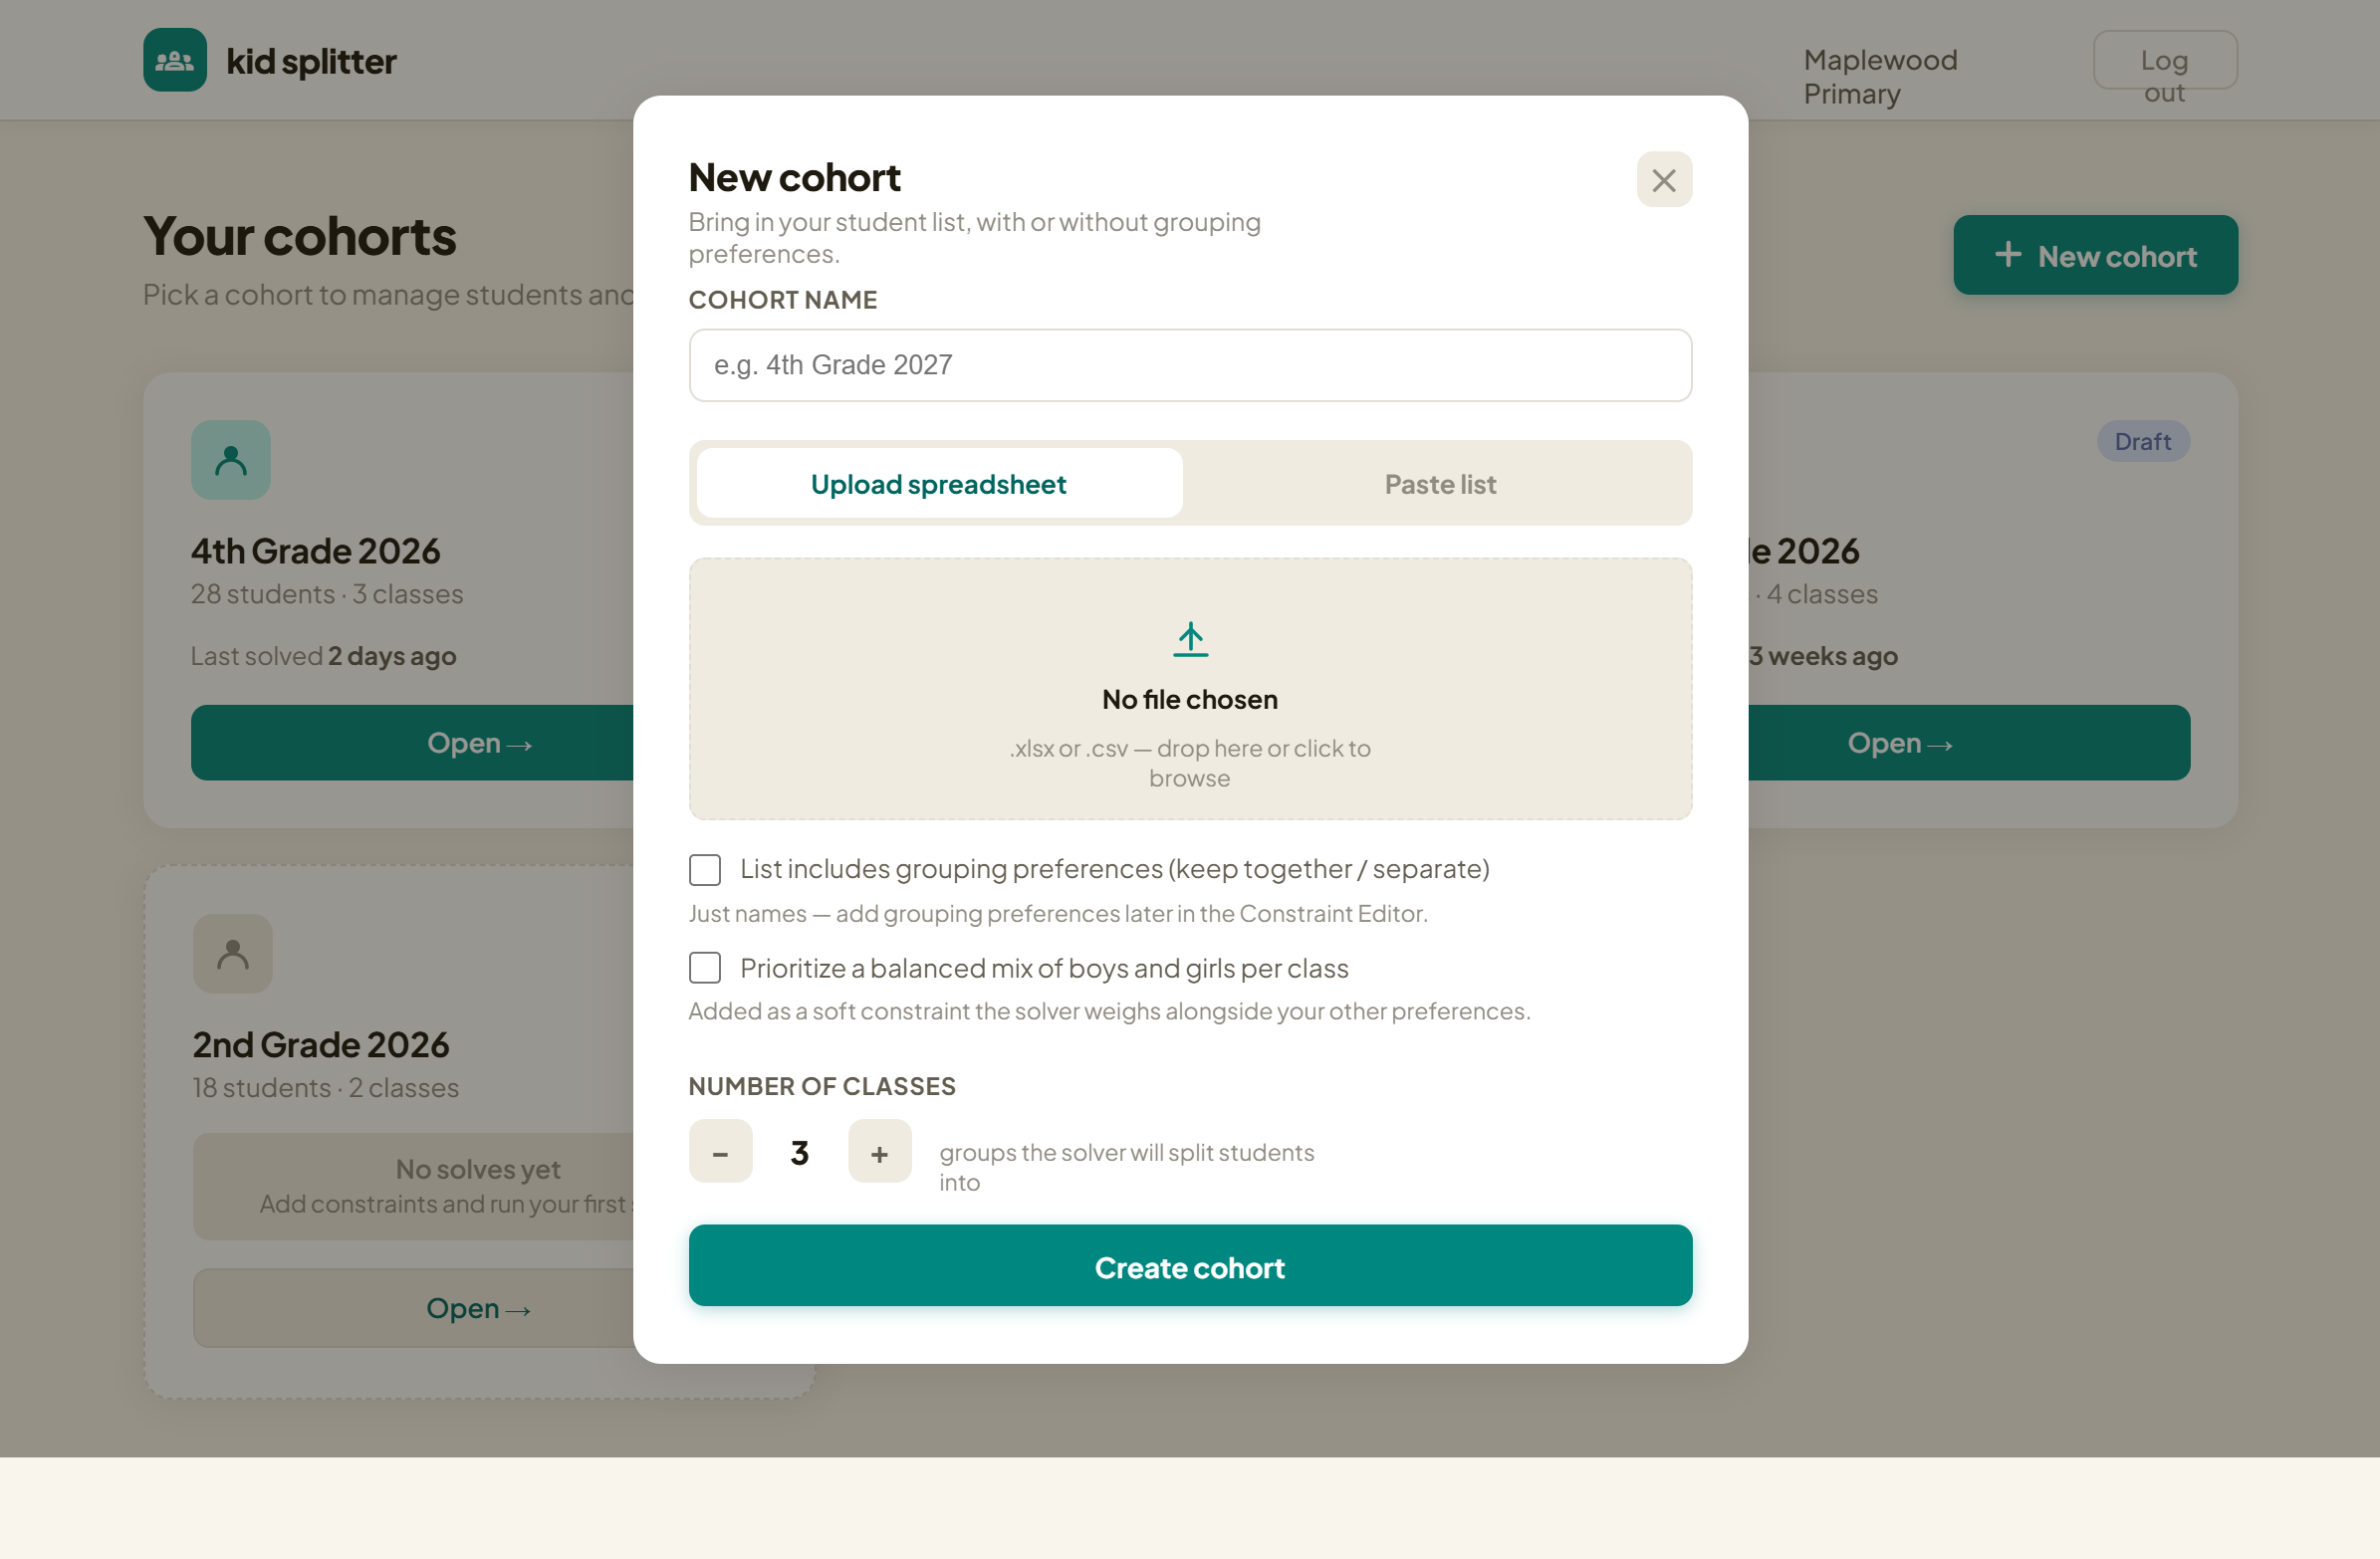 kid splitter
Maplewood
Primary
Log
out
Your cohorts
Pick a cohort to manage students and
New cohort
New cohort
Bring in your student list, with or without grouping
preferences.
COHORT NAME
e.g. 4th Grade 2027
Upload spreadsheet
Paste list
No file chosen
.xlsx or .csv — drop here or click to
browse
List includes grouping preferences (keep together / separate)
Just names — add grouping preferences later in the Constraint Editor.
Prioritize a balanced mix of boys and girls per class
Added as a soft constraint the solver weighs alongside your other preferences.
NUMBER OF CLASSES
– 3 +
groups the solver will split students
into
Create cohort
4th Grade 2026
28 students · 3 classes
Last solved 2 days ago
Open →
Draft
2026
· 4 classes
3 weeks ago
Open →
2nd Grade 2026
18 students · 2 classes
No solves yet
Add constraints and run your first
Open →